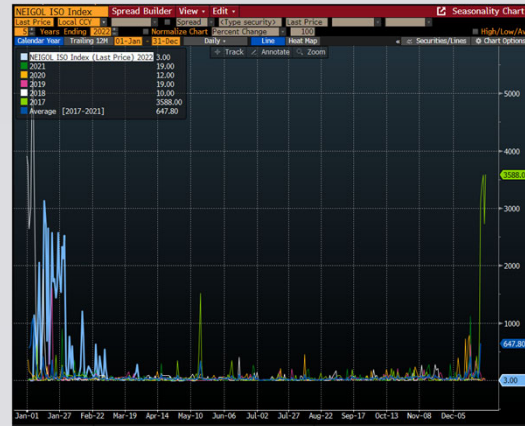 NEIGOL ISO Index Spread Builder View Edit Seasonality Chart
Last Price Local CCY Spread <Type security> Last Price
5 Years Ending 2022 Normalize Chart Percent Change 100 High/Low/Av
Calendar Year Trailing 12M 01-Jan - 31-Dec Daily Line Heat Map Securities/Lines Chart Options
Track Annotate Zoom
NEIGOL ISO Index (Last Price) 2022 3.00
2021 19.00
2020 12.00
2019 19.00
2018 10.00
2017 3588.00
Average [2017-2021] 647.80
5000
4000
3588.0
3000
2000
1000
647.80
3.00
Jan-01 Jan-27 Feb-22 Mar-19 Apr-14 May-10 Jun-06 Jul-02 Jul-27 Aug-22 Sep-17 Oct-13 Nov-08 Dec-05